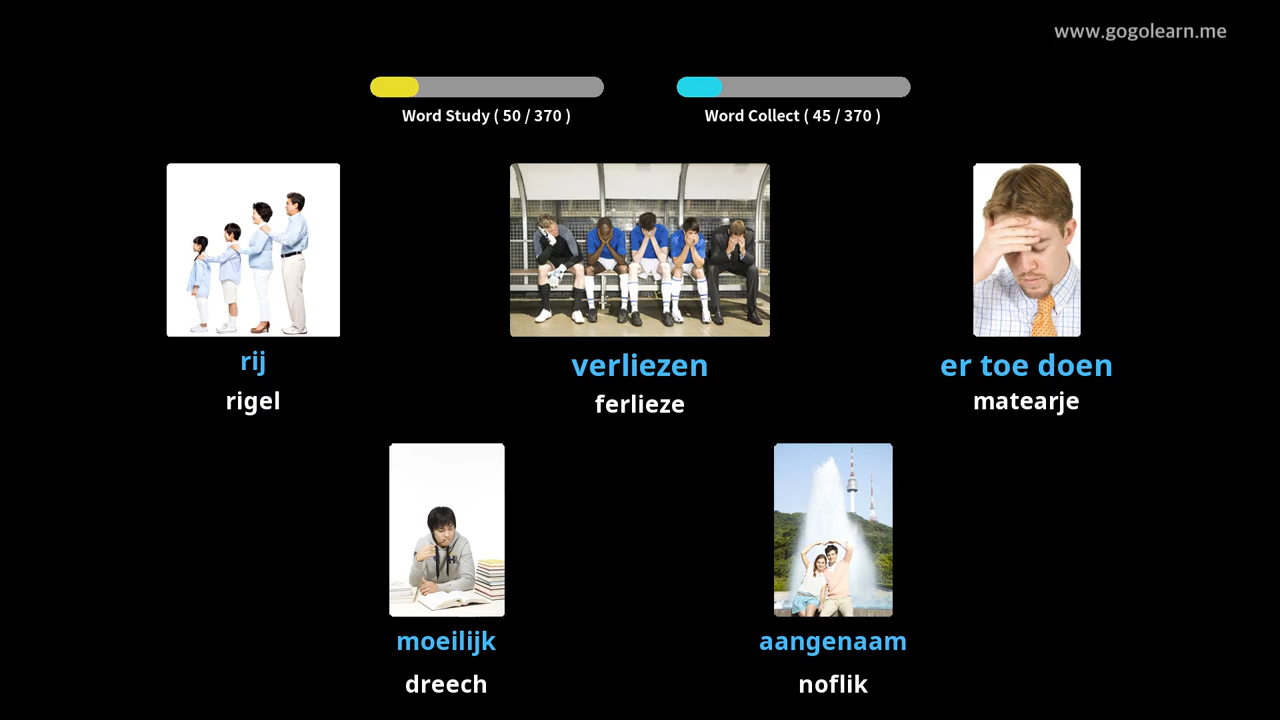 www.gogolearn.me
Word Study ( 50 / 370 )
Word Collect ( 45 / 370 )
rij
rigel
verliezen
ferlieze
er toe doen
matearje
moeilijk
dreech
aangenaam
noflik